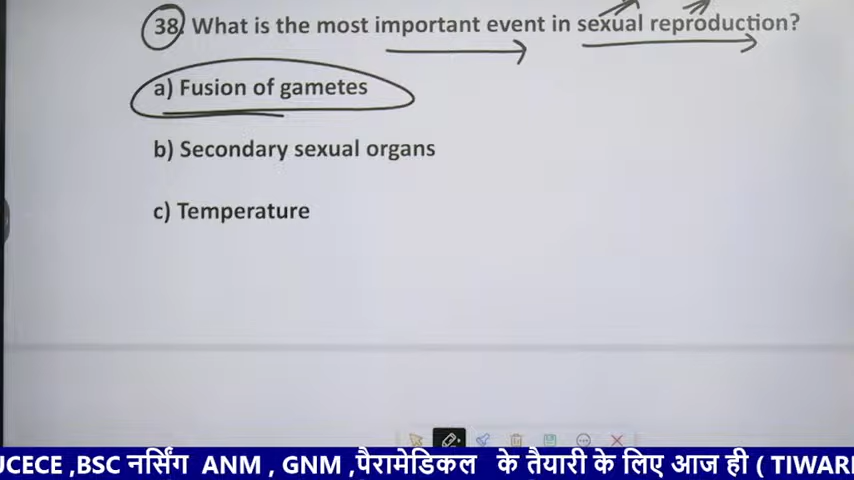 38. What is the most important event in sexual reproduction?
a) Fusion of gametes
b) Secondary sexual organs
c) Temperature
UCECE ,BSC नर्सिंग ANM , GNM ,पैरामेडिकल के तैयारी के लिए आज ही ( TIWARI